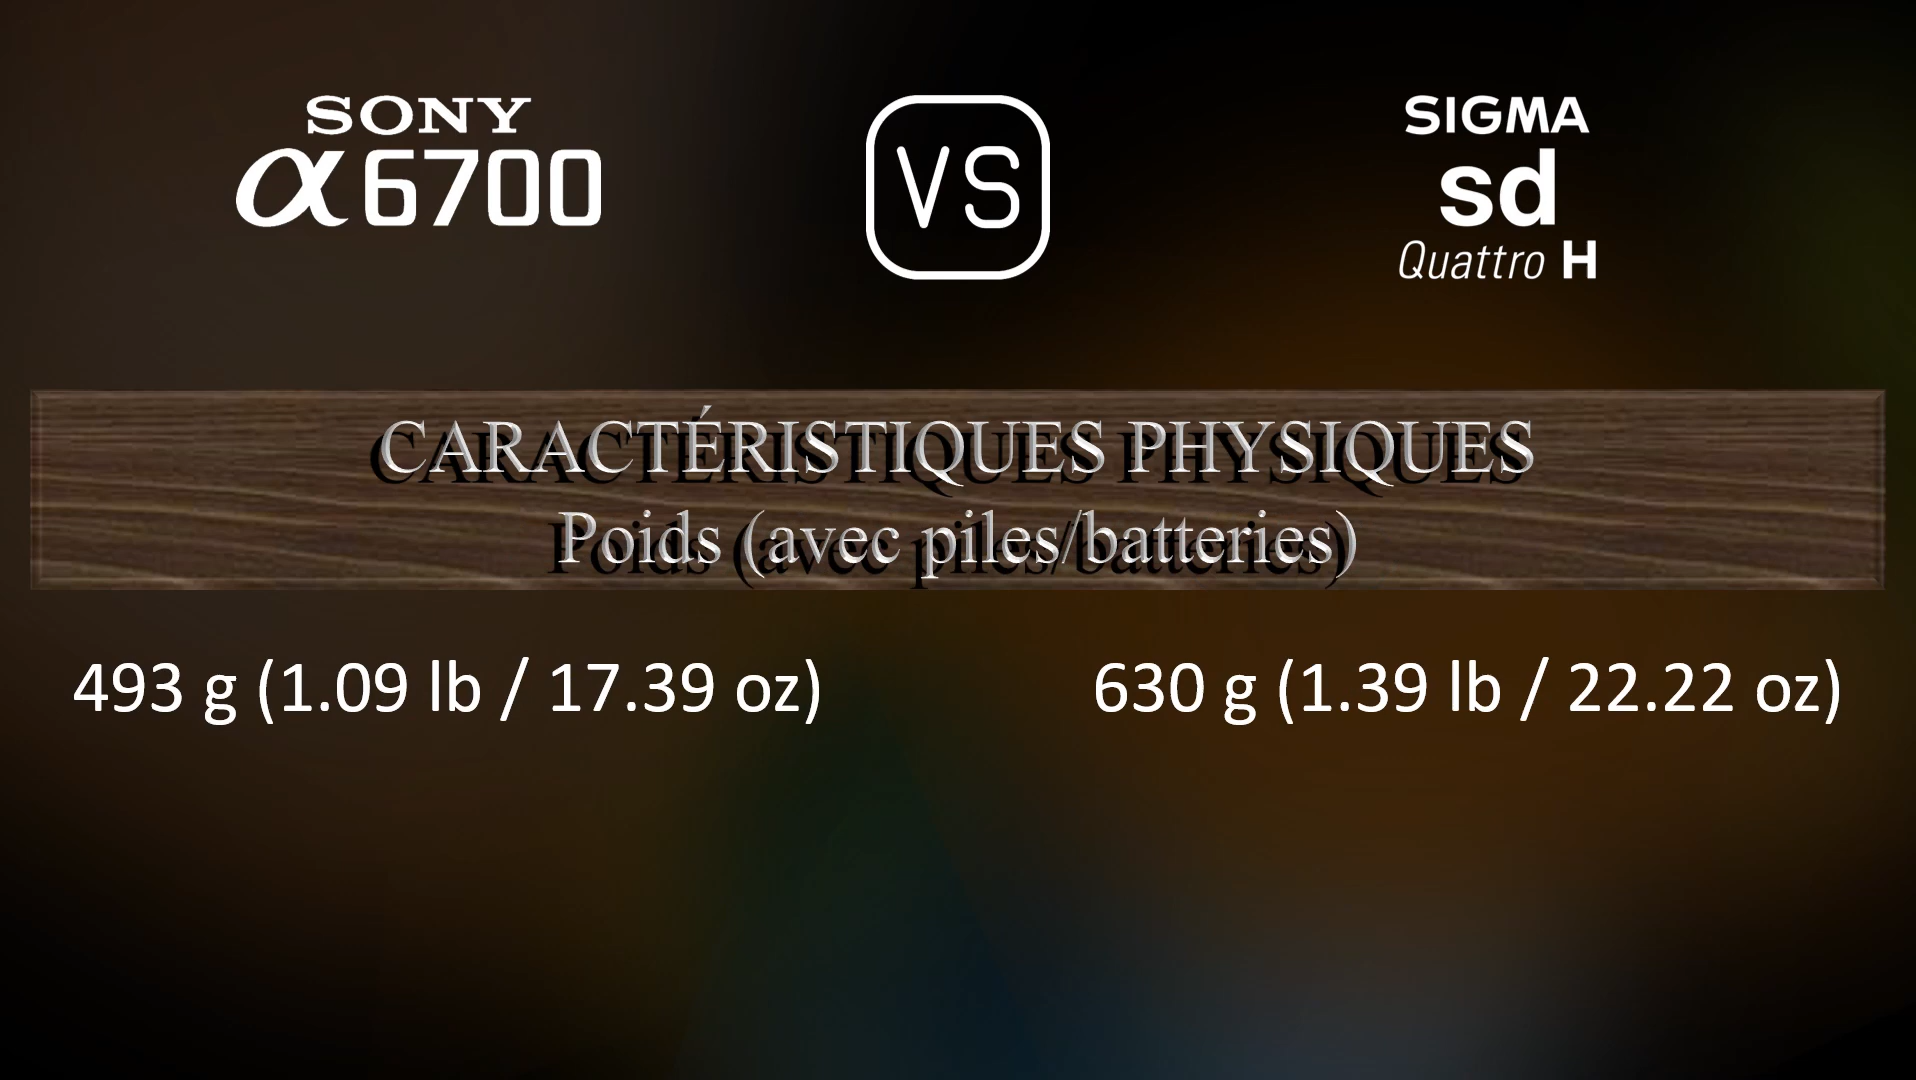 SONY
α6700
VS
SIGMA
sd
Quattro H
CARACTÉRISTIQUES PHYSIQUES
Poids (avec piles/batteries)
493 g (1.09 lb / 17.39 oz)
630 g (1.39 lb / 22.22 oz)